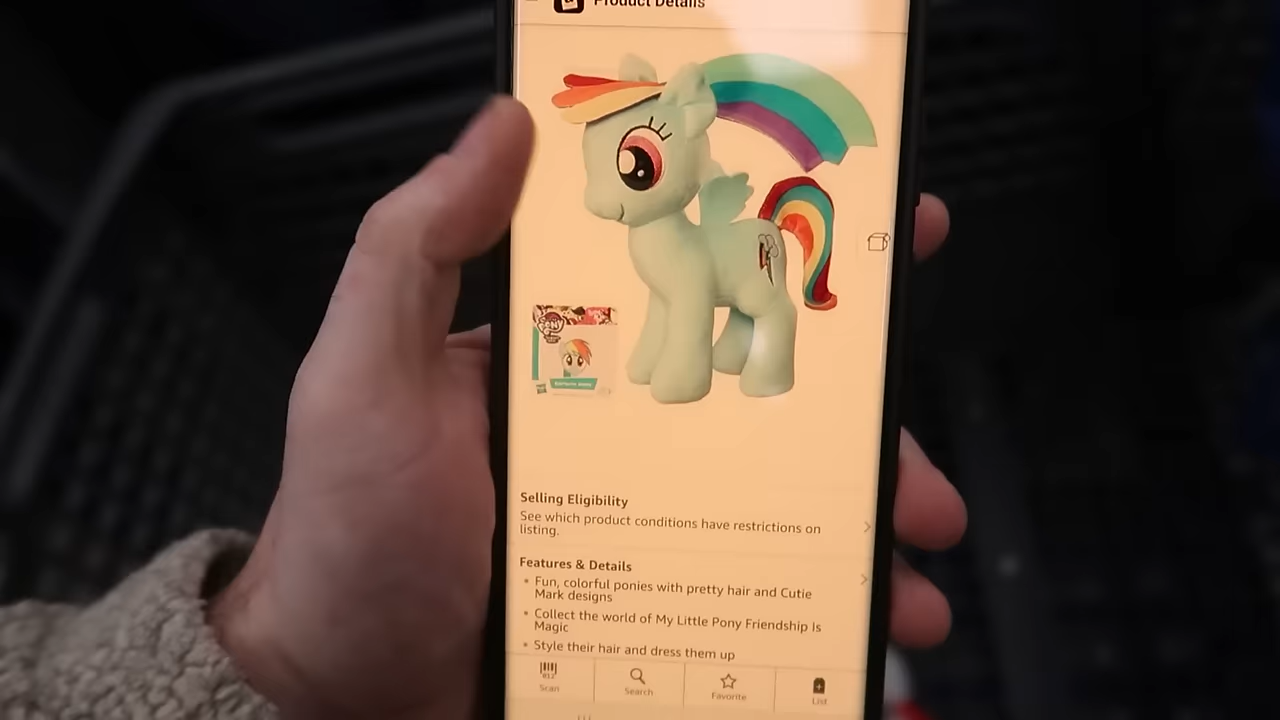 Product Details
Selling Eligibility
See which product conditions have restrictions on
listing.
Features & Details
• Fun, colorful ponies with pretty hair and Cutie
Mark designs
• Collect the world of My Little Pony Friendship Is
Magic
• Style their hair and dress them up
Scan
Search
Favorite
List